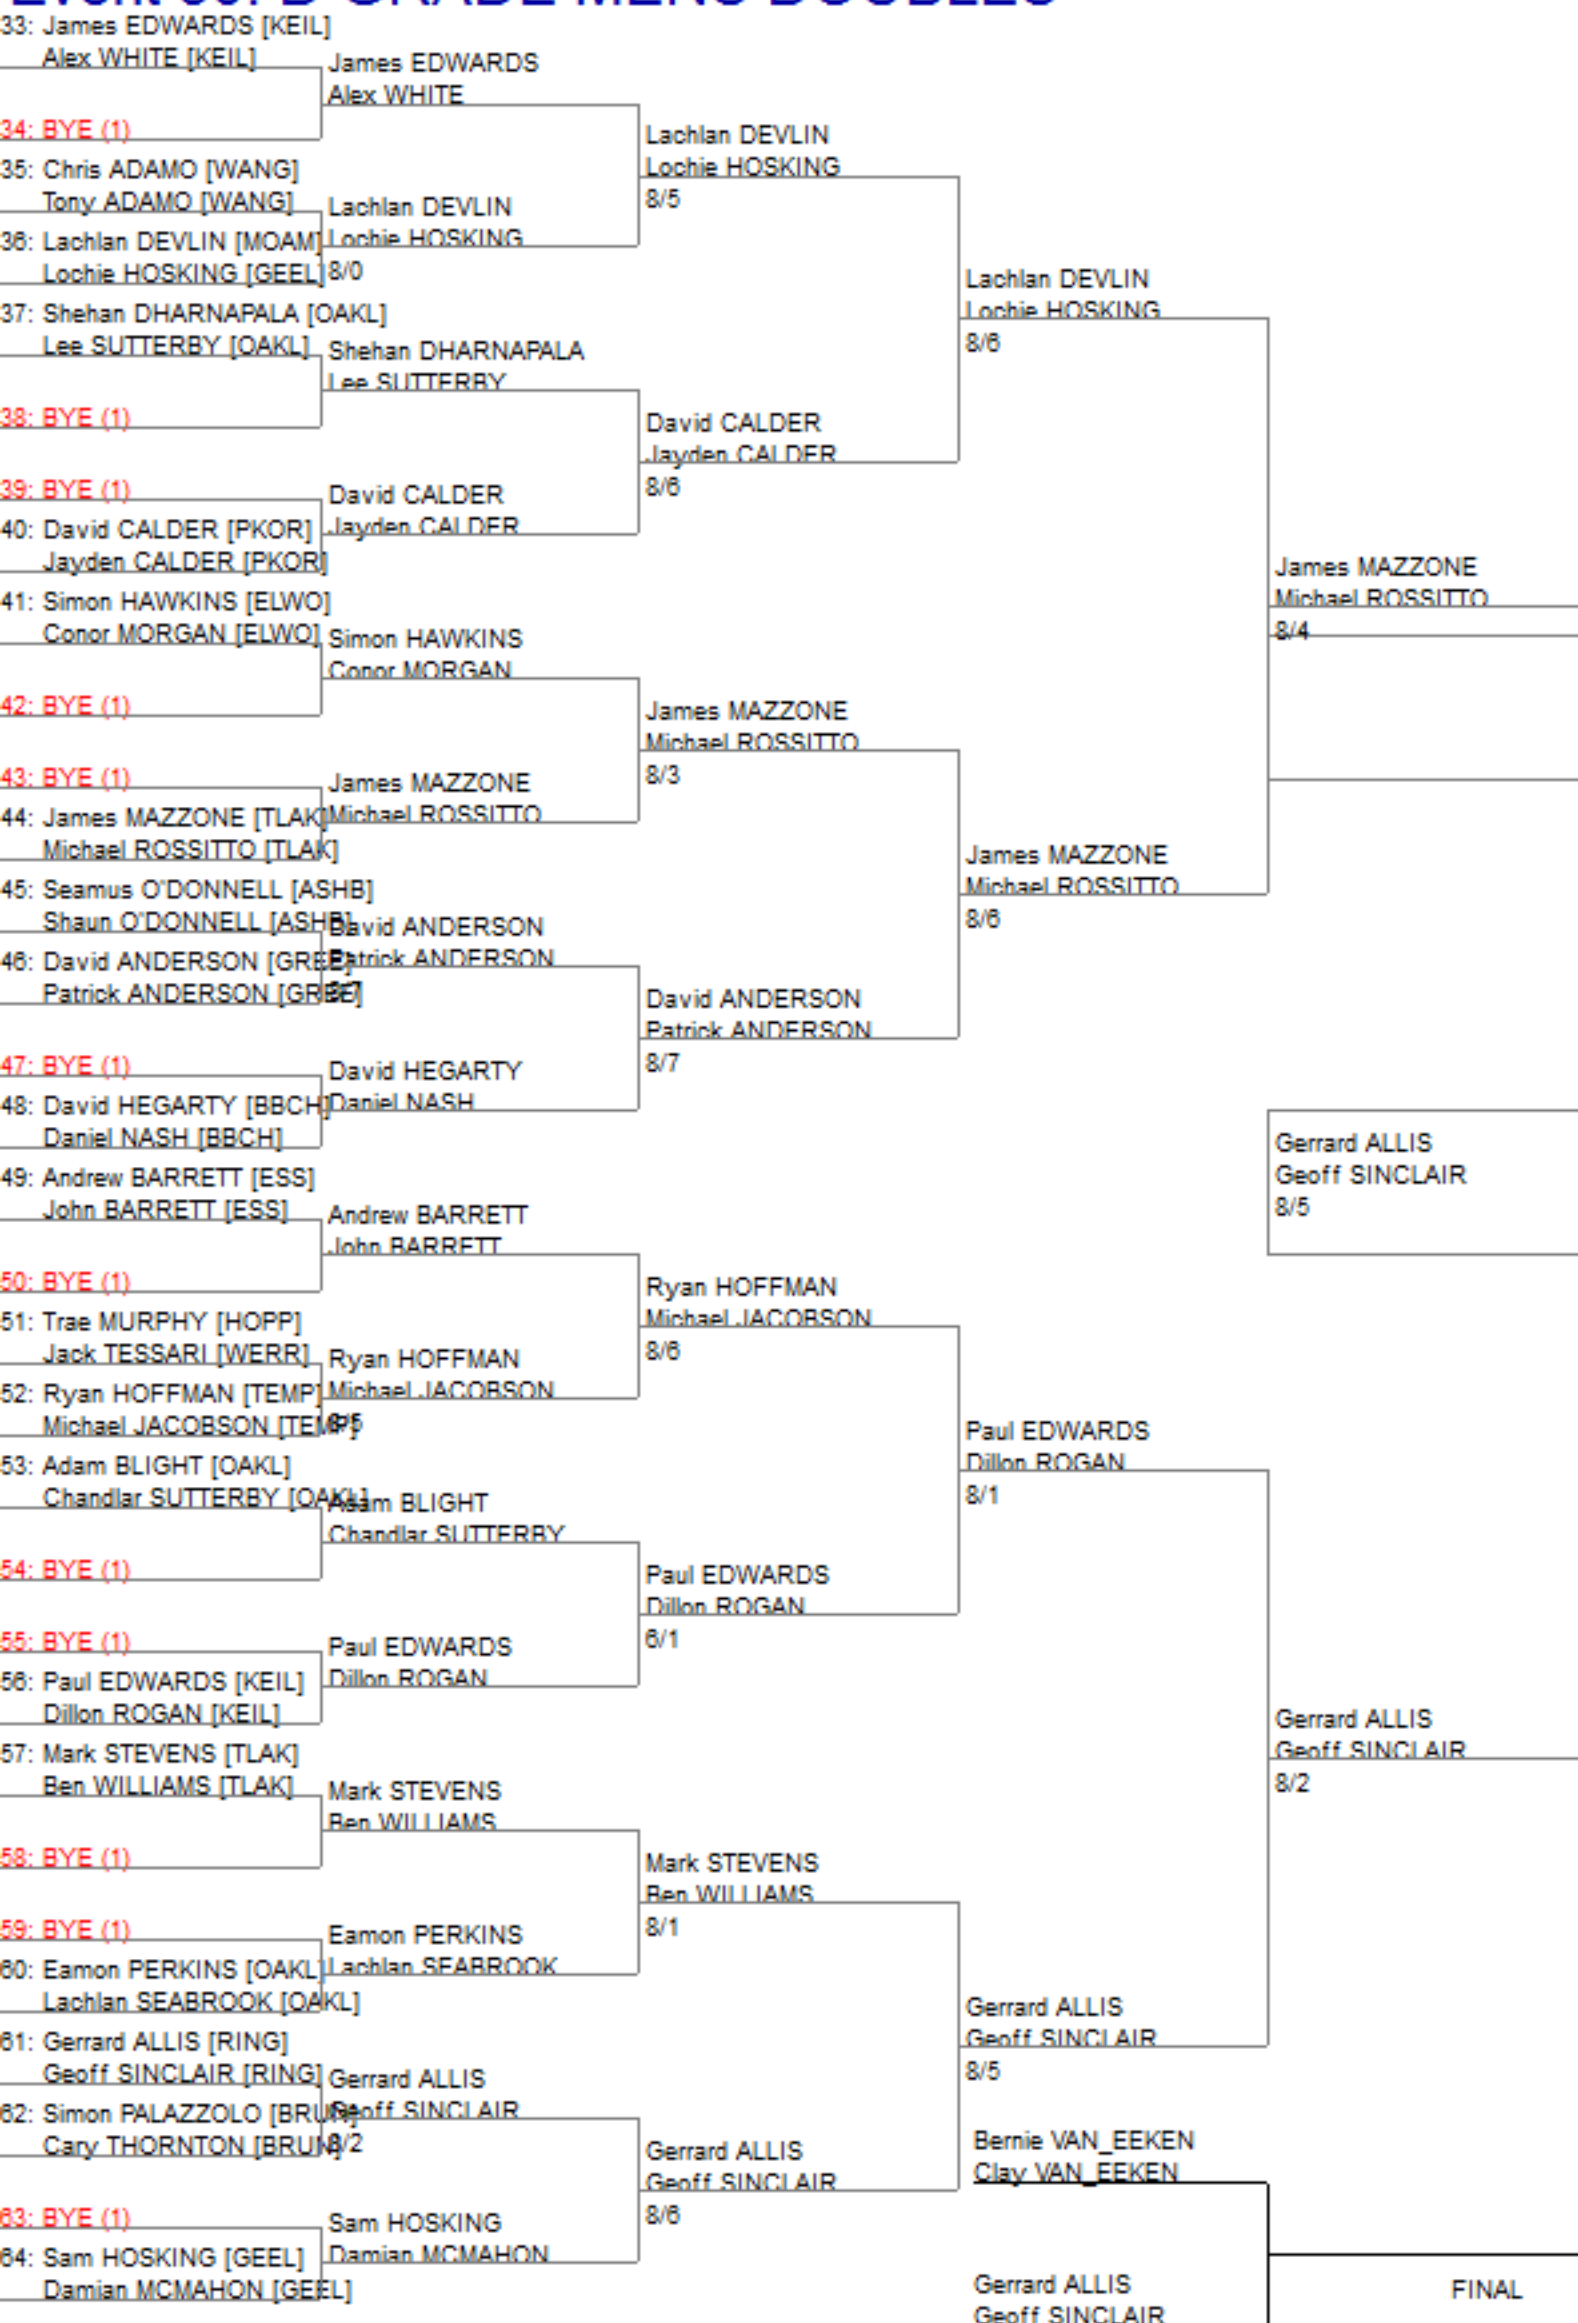 33: James EDWARDS [KEIL]
Alex WHITE [KEIL]
34: BYE (1)
35: Chris ADAMO [WANG]
Tony ADAMO [WANG]
36: Lachlan DEVLIN [MOAM]
Lochie HOSKING [GEEL]
37: Shehan DHARNAPALA [OAKL]
Lee SUTTERBY [OAKL]
38: BYE (1)
39: BYE (1)
40: David CALDER [PKOR]
Jayden CALDER [PKOR]
41: Simon HAWKINS [ELWO]
Conor MORGAN [ELWO]
42: BYE (1)
43: BYE (1)
44: James MAZZONE [TLAK]
Michael ROSSITTO [TLAK]
45: Seamus O'DONNELL [ASHB]
Shaun O'DONNELL [ASHB]
46: David ANDERSON [GREE]
Patrick ANDERSON [GREE]
47: BYE (1)
48: David HEGARTY [BBCH]
Daniel NASH [BBCH]
49: Andrew BARRETT [ESS]
John BARRETT [ESS]
50: BYE (1)
51: Trae MURPHY [HOPP]
Jack TESSARI [WERR]
52: Ryan HOFFMAN [TEMP]
Michael JACOBSON [TEMP]
53: Adam BLIGHT [OAKL]
Chandlar SUTTERBY [OAKL]
54: BYE (1)
55: BYE (1)
56: Paul EDWARDS [KEIL]
Dillon ROGAN [KEIL]
57: Mark STEVENS [TLAK]
Ben WILLIAMS [TLAK]
58: BYE (1)
59: BYE (1)
60: Eamon PERKINS [OAKL]
Lachlan SEABROOK [OAKL]
61: Gerrard ALLIS [RING]
Geoff SINCLAIR [RING]
62: Simon PALAZZOLO [BRUN]
Cary THORNTON [BRUN]
63: BYE (1)
64: Sam HOSKING [GEEL]
Damian MCMAHON [GEEL]
James EDWARDS
Alex WHITE
Lachlan DEVLIN
Lochie HOSKING
8/0
Shehan DHARNAPALA
Lee SUTTERBY
David CALDER
Jayden CALDER
Simon HAWKINS
Conor MORGAN
James MAZZONE
Michael ROSSITTO
David ANDERSON
Patrick ANDERSON
David HEGARTY
Daniel NASH
Andrew BARRETT
John BARRETT
Ryan HOFFMAN
Michael JACOBSON
Adam BLIGHT
Chandlar SUTTERBY
Paul EDWARDS
Dillon ROGAN
Mark STEVENS
Ben WILLIAMS
Eamon PERKINS
Lachlan SEABROOK
Gerrard ALLIS
Geoff SINCLAIR
8/2
Sam HOSKING
Damian MCMAHON
Lachlan DEVLIN
Lochie HOSKING
8/5
David CALDER
Jayden CALDER
8/6
James MAZZONE
Michael ROSSITTO
8/3
David ANDERSON
Patrick ANDERSON
8/7
Ryan HOFFMAN
Michael JACOBSON
8/6
Paul EDWARDS
Dillon ROGAN
6/1
Mark STEVENS
Ben WILLIAMS
8/1
Gerrard ALLIS
Geoff SINCLAIR
8/6
Lachlan DEVLIN
Lochie HOSKING
8/6
James MAZZONE
Michael ROSSITTO
8/6
Paul EDWARDS
Dillon ROGAN
8/1
Gerrard ALLIS
Geoff SINCLAIR
8/5
Bernie VAN_EEKEN
Clay VAN_EEKEN
Gerrard ALLIS
Geoff SINCLAIR
James MAZZONE
Michael ROSSITTO
8/4
Gerrard ALLIS
Geoff SINCLAIR
8/5
Gerrard ALLIS
Geoff SINCLAIR
8/2
FINAL